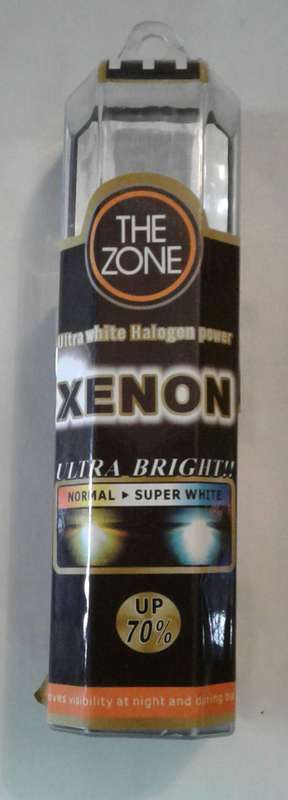 THE
ZONE
Ultra white Halogen power
XENON
ULTRA BRIGHT!!
NORMAL ▶ SUPER WHITE
UP
70%
visibility at night and during